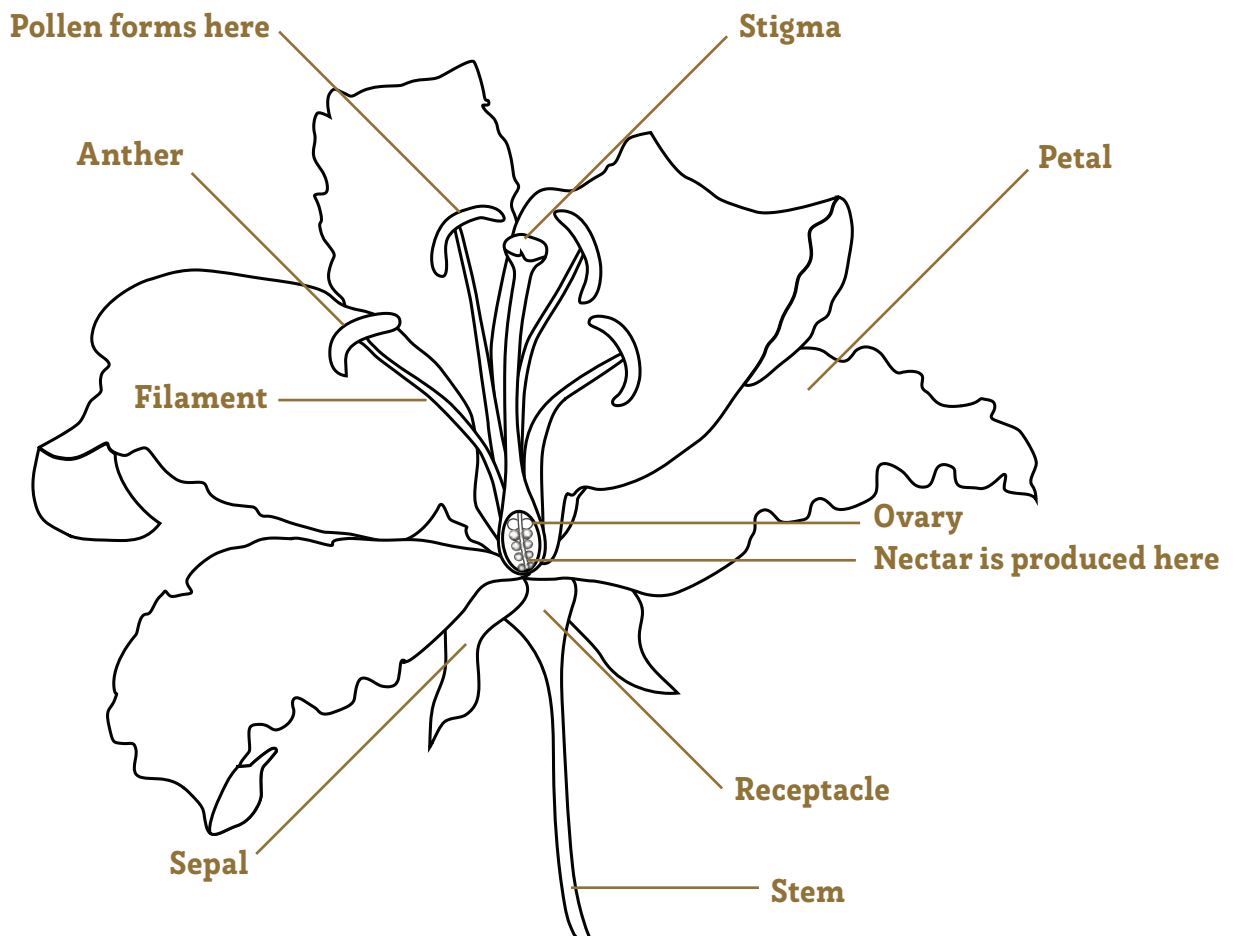 Pollen forms here
Stigma
Anther
Petal
Filament
Ovary
Nectar is produced here
Receptacle
Sepal
Stem